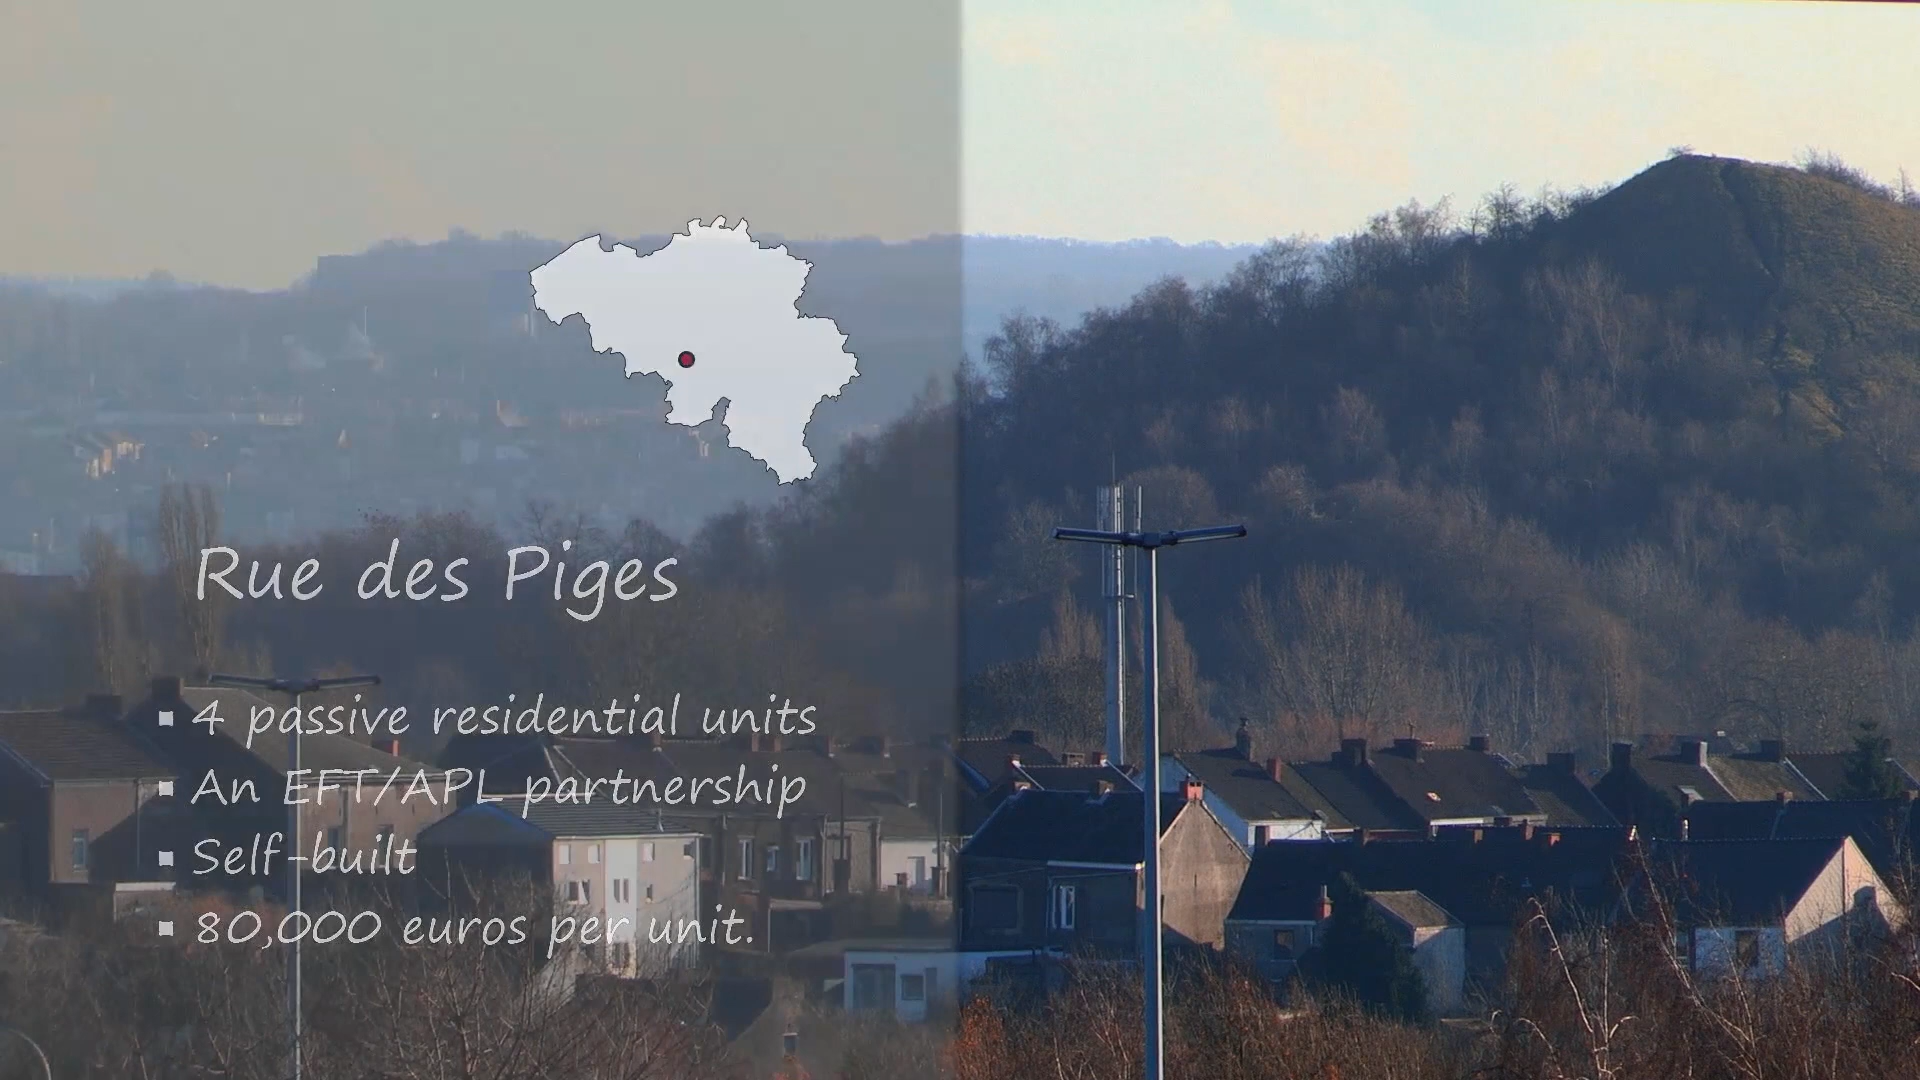 Rue des Piges
▪ 4 passive residential units
▪ An EFT/APL partnership
▪ Self-built
▪ 80,000 euros per unit.